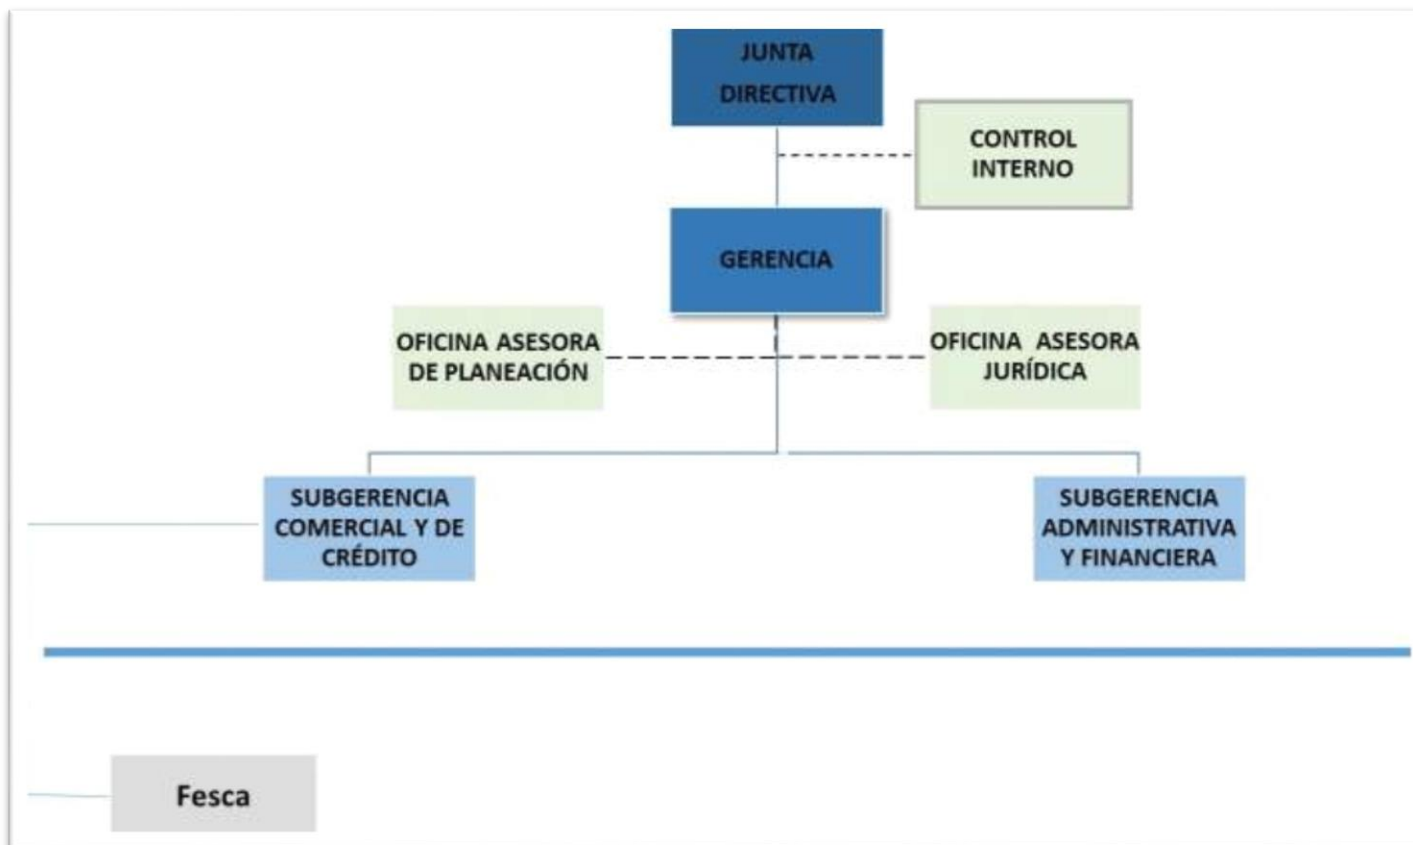 JUNTA
DIRECTIVA
CONTROL
INTERNO
GERENCIA
OFICINA ASESORA
DE PLANEACIÓN
OFICINA ASESORA
JURÍDICA
SUBGERENCIA
COMERCIAL Y DE
CRÉDITO
SUBGERENCIA
ADMINISTRATIVA
Y FINANCIERA
Fesca